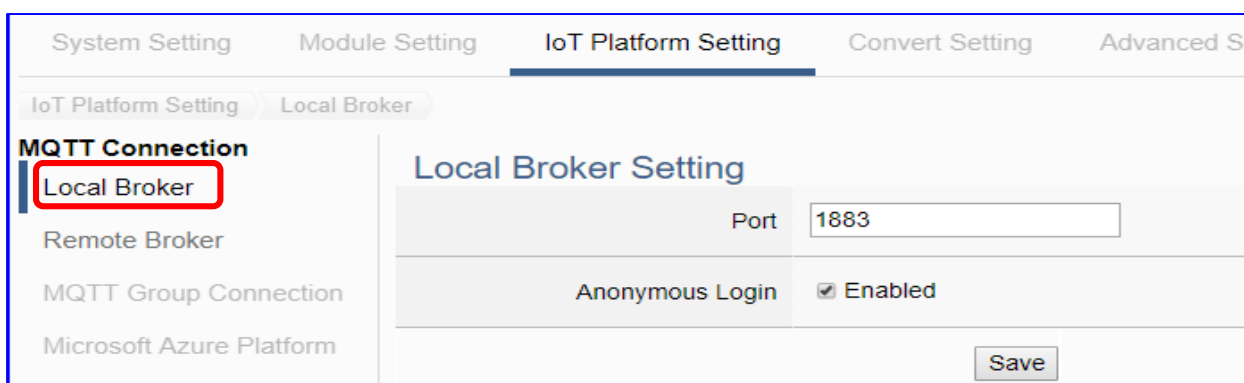 System Setting Module Setting IoT Platform Setting Convert Setting Advanced S
IoT Platform Setting Local Broker
MQTT Connection
Local Broker
Remote Broker
MQTT Group Connection
Microsoft Azure Platform
Local Broker Setting
Port 1883
Anonymous Login Enabled
Save